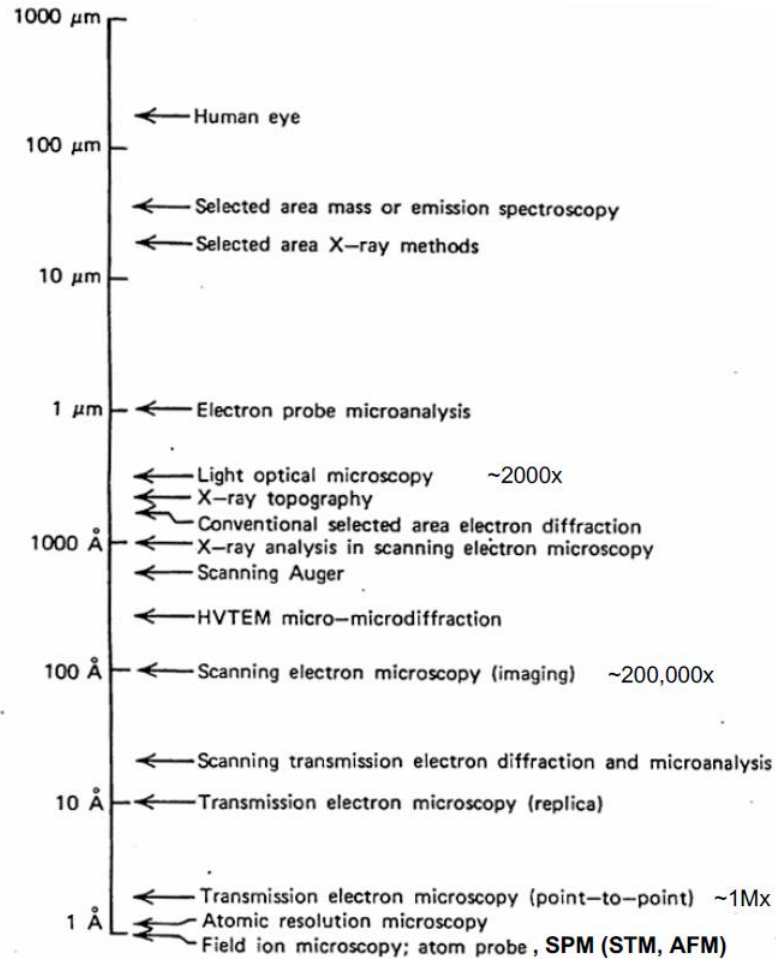 1000 μm
Human eye
100 μm
Selected area mass or emission spectroscopy
Selected area X-ray methods
10 μm
1 μm
Electron probe microanalysis
Light optical microscopy ~2000x
X-ray topography
Conventional selected area electron diffraction
1000 Å
X-ray analysis in scanning electron microscopy
Scanning Auger
HVTEM micro-microdiffraction
100 Å
Scanning electron microscopy (imaging) ~200,000x
Scanning transmission electron diffraction and microanalysis
10 Å
Transmission electron microscopy (replica)
Transmission electron microscopy (point-to-point) ~1Mx
1 Å
Atomic resolution microscopy
Field ion microscopy; atom probe , SPM (STM, AFM)